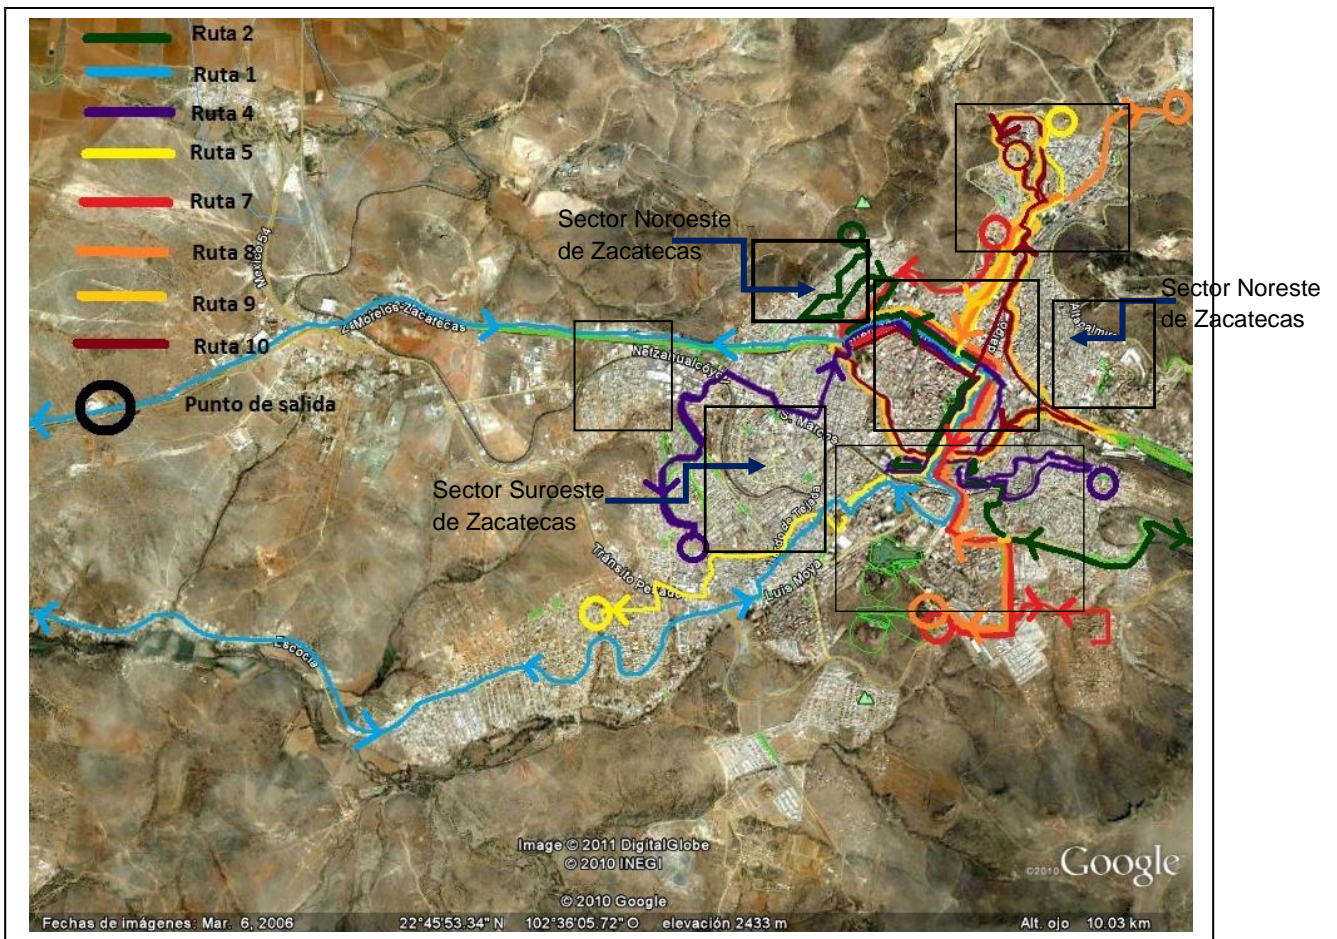 Ruta 2
Ruta 1
Ruta 4
Ruta 5
Ruta 7
Ruta 8
Ruta 9
Ruta 10
Punto de salida
Sector Noroeste
de Zacatecas
Sector Noreste
de Zacatecas
Sector Suroeste
de Zacatecas
Mexico 54
Morelos-Zacatecas
Netzahualcóyotl
S. Marcos
Luis Moya
Tránsito Pesado
Escocia
Image © 2011 DigitalGlobe
© 2010 INEGI
© 2010 Google
©2010 Google
Fechas de imágenes: Mar. 6, 2006
22°45'53.34" N 102°36'05.72" O elevación 2433 m
Alt. ojo 10.03 km